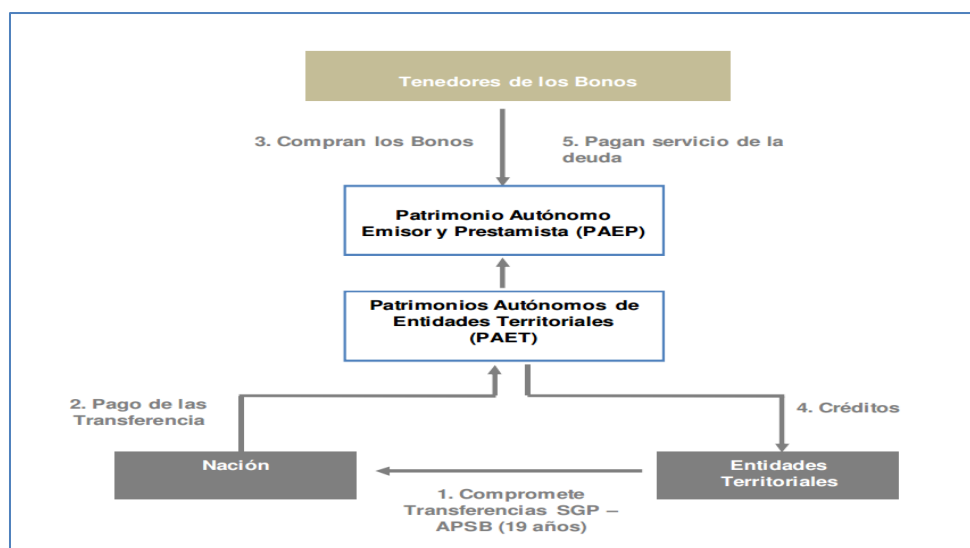 Tenedores de los Bonos
3. Compran los Bonos
5. Pagan servicio de la
deuda
Patrimonio Autónomo
Emisor y Prestamista (PAEP)
Patrimonios Autónomos de
Entidades Territoriales
(PAET)
2. Pago de las
Transferencia
4. Créditos
Nación
Entidades
Territoriales
1. Compromete
Transferencias SGP –
APSB (19 años)